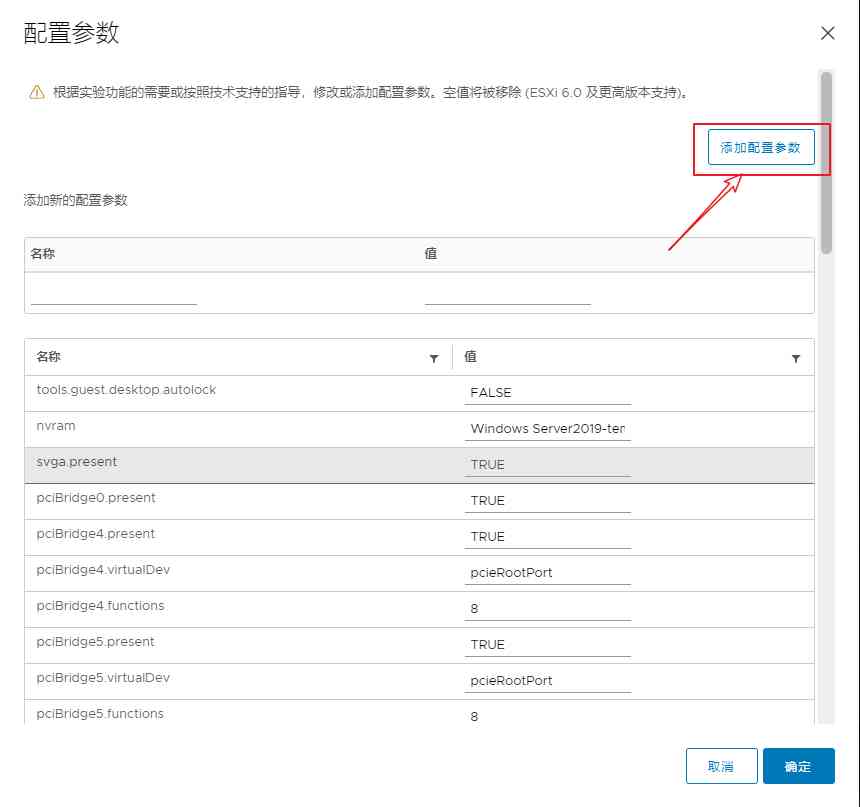 配置参数
根据实验功能的需要或按照技术支持的指导，修改或添加配置参数。空值将被移除 (ESXi 6.0 及更高版本支持)。
添加配置参数
添加新的配置参数
名称 值
名称 值
tools.guest.desktop.autolock FALSE
nvram Windows Server2019-ter
svga.present TRUE
pciBridge0.present TRUE
pciBridge4.present TRUE
pciBridge4.virtualDev pcieRootPort
pciBridge4.functions 8
pciBridge5.present TRUE
pciBridge5.virtualDev pcieRootPort
pciBridge5.functions 8
取消 确定